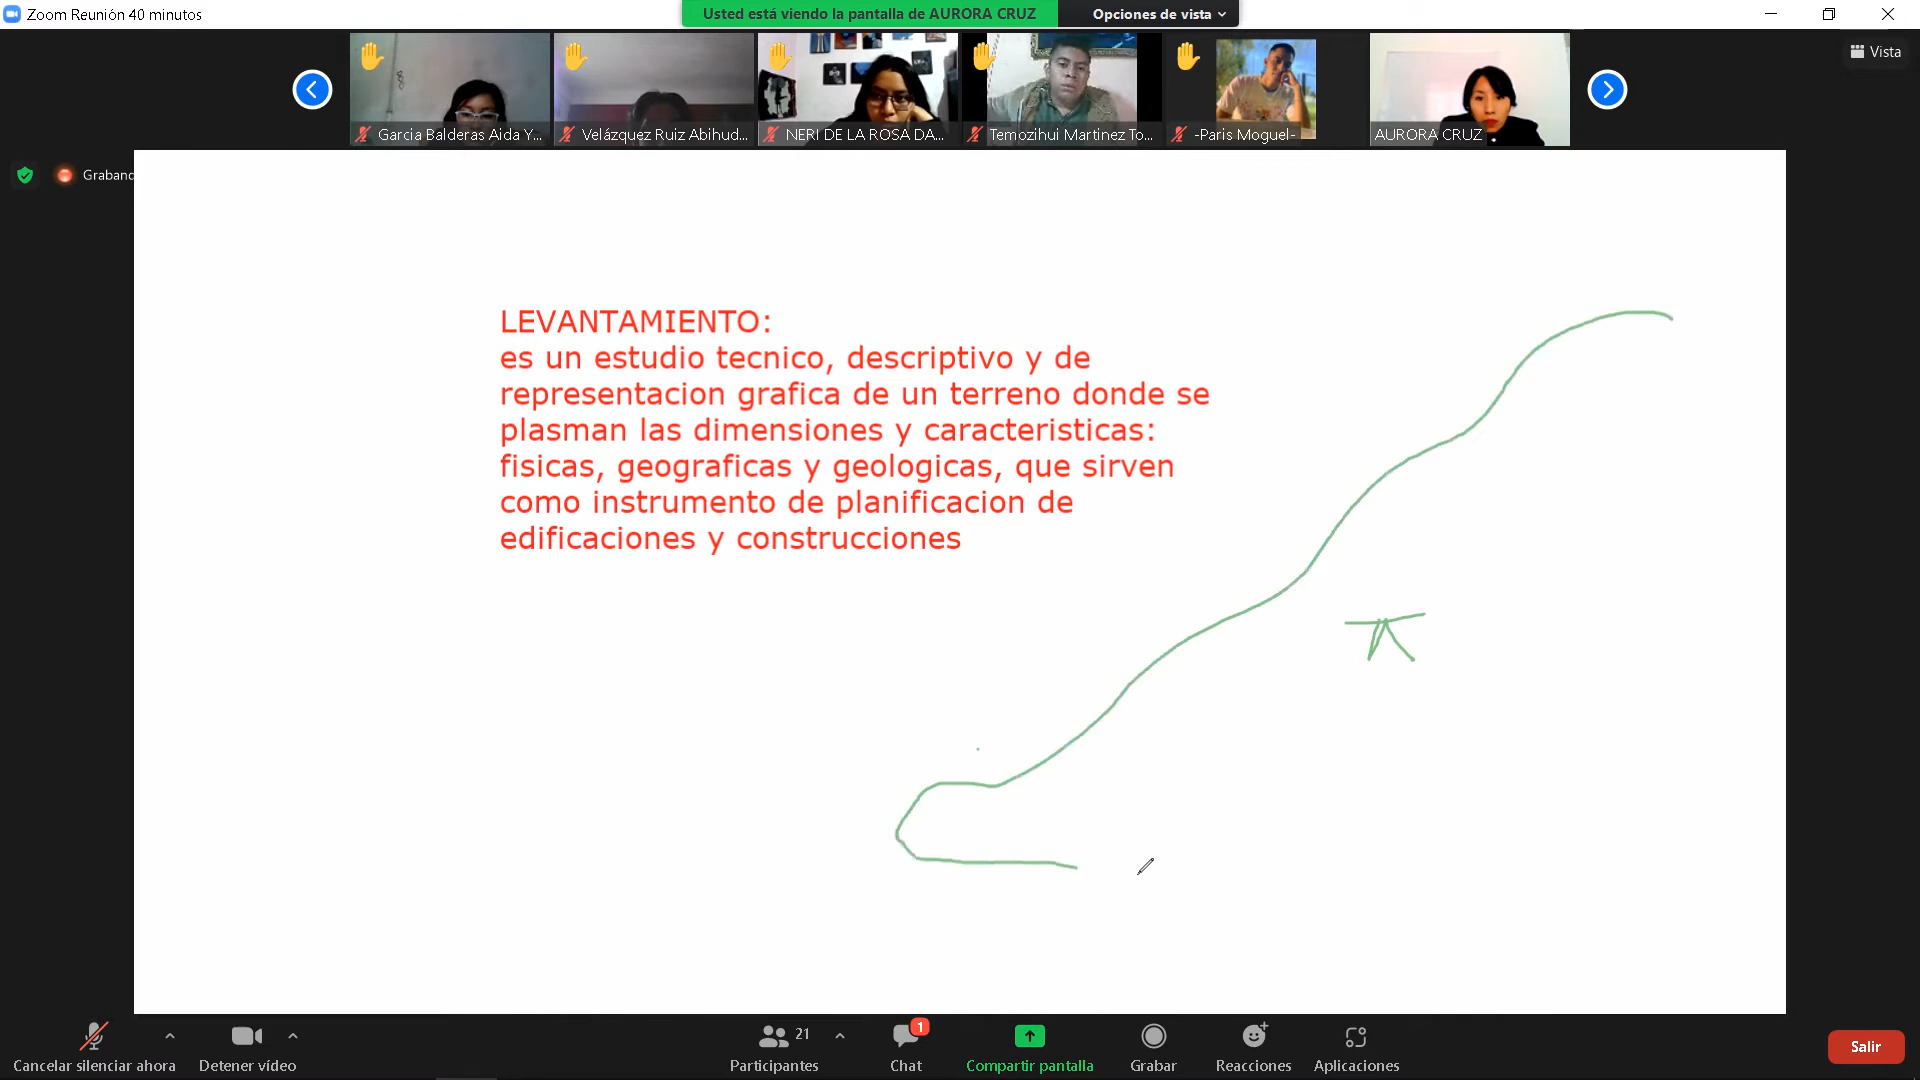 Zoom Reunión 40 minutos
Usted está viendo la pantalla de AURORA CRUZ
Opciones de vista
Vista
Garcia Balderas Aida Y...
Velázquez Ruiz Abihud...
NERI DE LA ROSA DA...
Temozihui Martinez To...
-Paris Moguel-
AURORA CRUZ
Graband
LEVANTAMIENTO:
es un estudio tecnico, descriptivo y de
representacion grafica de un terreno donde se
plasman las dimensiones y caracteristicas:
fisicas, geograficas y geologicas, que sirven
como instrumento de planificacion de
edificaciones y construcciones
Cancelar silenciar ahora
Detener vídeo
21
Participantes
1
Chat
Compartir pantalla
Grabar
Reacciones
Aplicaciones
Salir